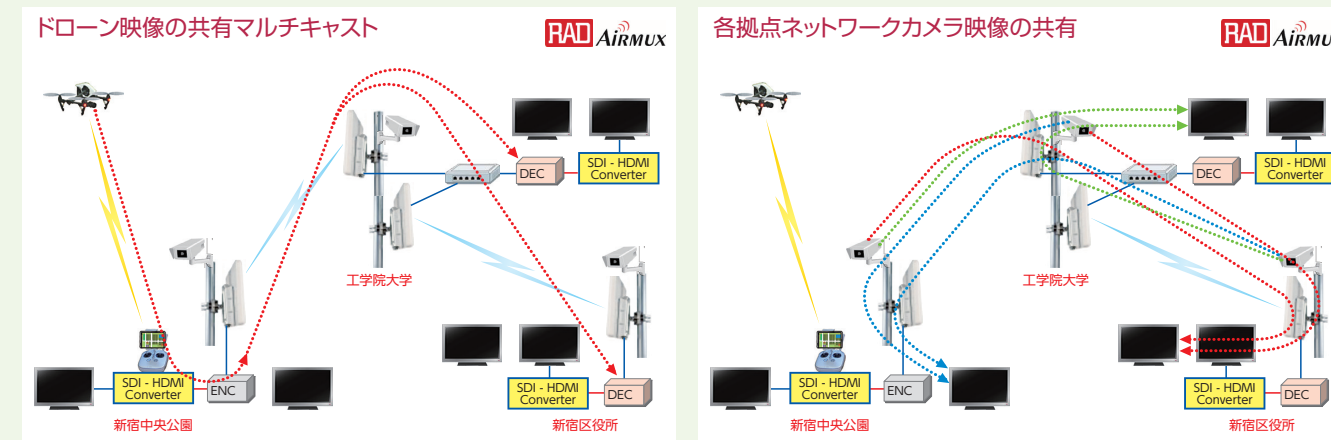 ドローン映像の共有マルチキャスト
RAD AIRMUX
SDI - HDMI
Converter
DEC
工学院大学
SDI - HDMI
Converter
ENC
SDI - HDMI
Converter
DEC
新宿中央公園
新宿区役所
各拠点ネットワークカメラ映像の共有
RAD AIRMU
DEC
SDI - HDMI
Converter
工学院大学
SDI - HDMI
Converter
ENC
SDI - HDMI
Converter
DEC
新宿中央公園
新宿区役所